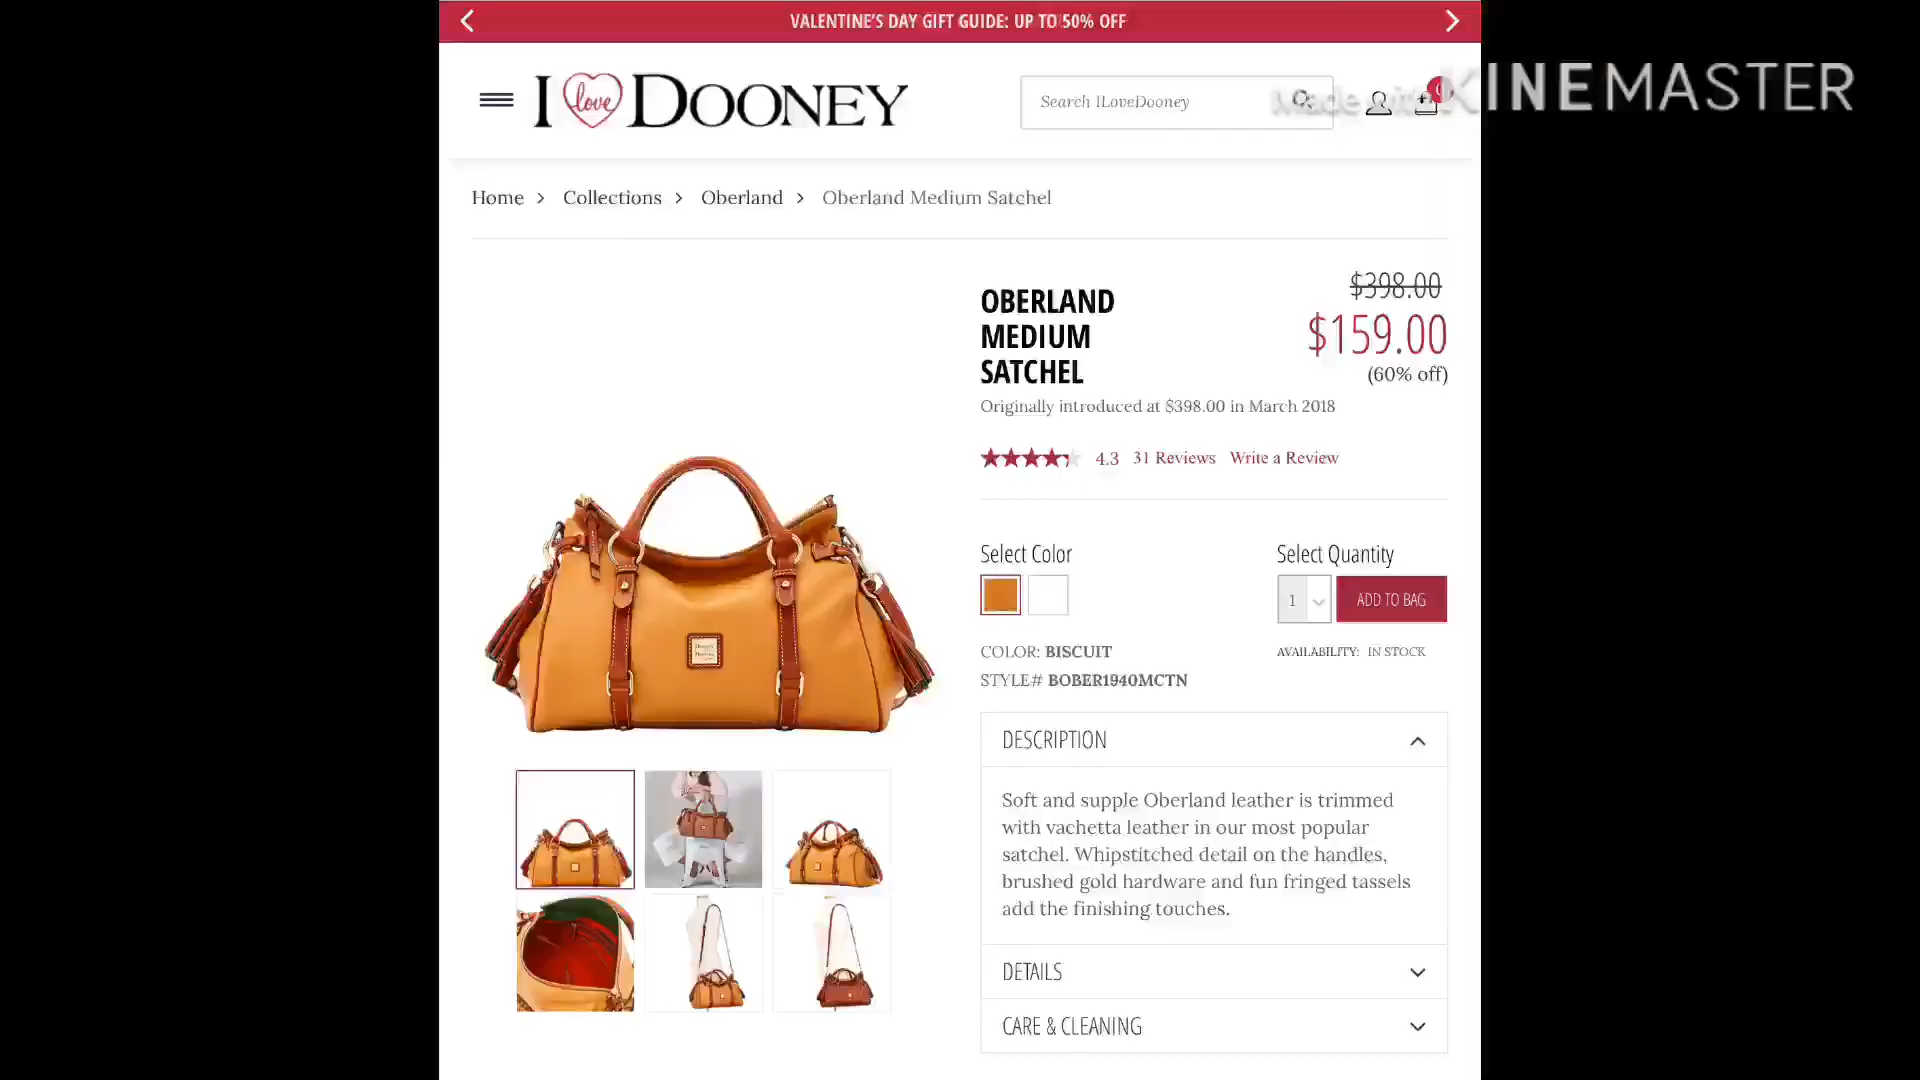 VALENTINE'S DAY GIFT GUIDE: UP TO 50% OFF
I love DOONEY
Search ILoveDooney
Made with KINEMASTER
Home > Collections > Oberland > Oberland Medium Satchel
$398.00
OBERLAND
MEDIUM
SATCHEL
$159.00
(60% off)
Originally introduced at $398.00 in March 2018
4.3 31 Reviews Write a Review
Select Color
Select Quantity
1
ADD TO BAG
COLOR: BISCUIT
AVAILABILITY: IN STOCK
STYLE# BOBER1940MCTN
DESCRIPTION
Soft and supple Oberland leather is trimmed
with vachetta leather in our most popular
satchel. Whipstitched detail on the handles,
brushed gold hardware and fun fringed tassels
add the finishing touches.
DETAILS
CARE & CLEANING